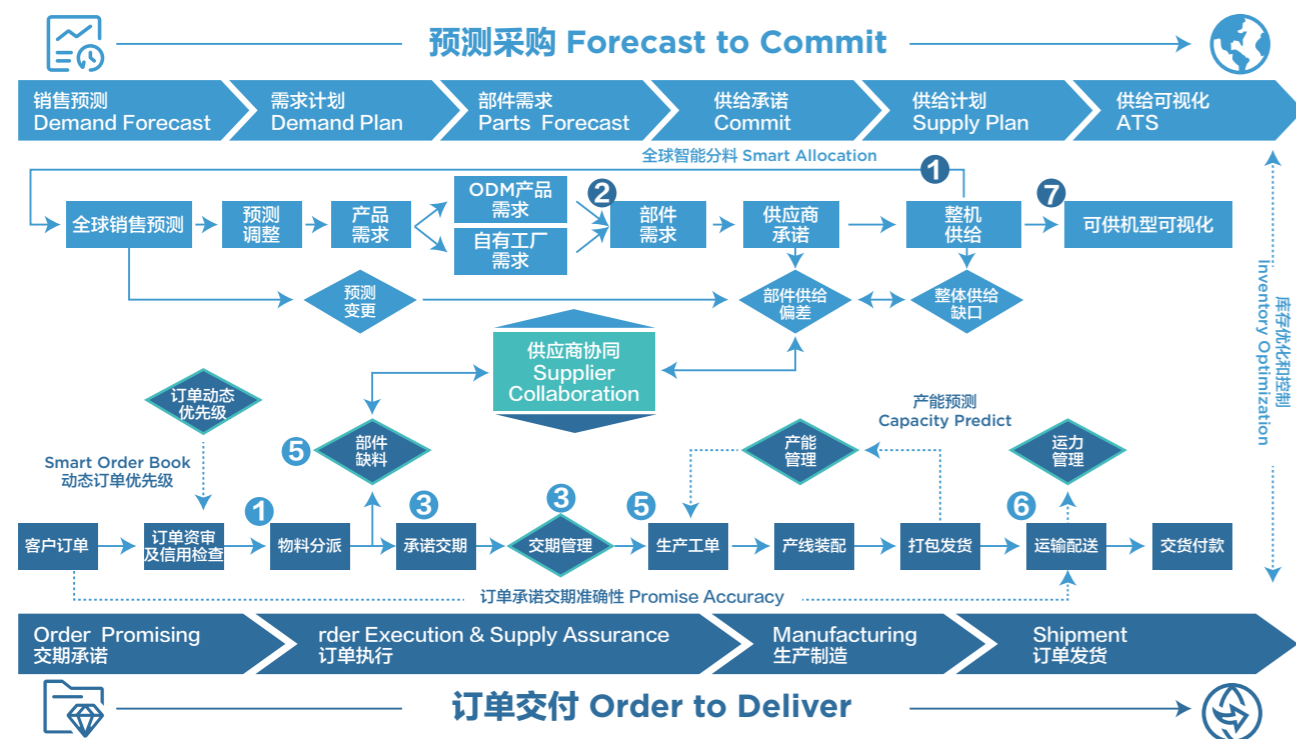 预测采购 Forecast to Commit
销售预测
Demand Forecast
需求计划
Demand Plan
部件需求
Parts Forecast
供给承诺
Commit
供给计划
Supply Plan
供给可视化
ATS
全球智能分料 Smart Allocation
1
2
7
全球销售预测
预测
调整
产品
需求
ODM产品
需求
自有工厂
需求
部件
需求
供应商
承诺
整机
供给
可供机型可视化
预测
变更
部件供给
偏差
整体供给
缺口
库存优化和控制
Inventory Optimization
供应商协同
Supplier
Collaboration
订单动态
优先级
Smart Order Book
动态订单优先级
5
部件
缺料
产能
管理
产能预测
Capacity Predict
运力
管理
1
3
3
5
6
客户订单
订单资审
及信用检查
物料分派
承诺交期
交期管理
生产工单
产线装配
打包发货
运输配送
交货付款
订单承诺交期准确性 Promise Accuracy
Order Promising
交期承诺
rder Execution & Supply Assurance
订单执行
Manufacturing
生产制造
Shipment
订单发货
订单交付 Order to Deliver